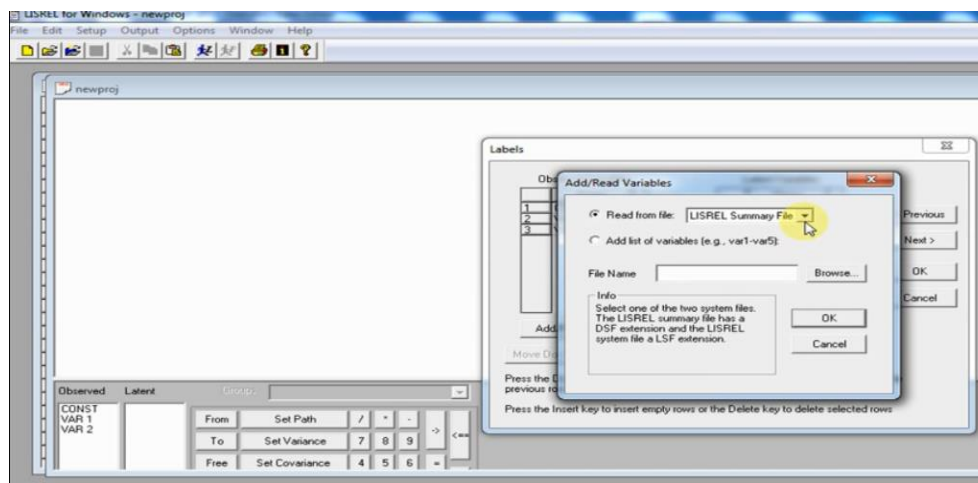 LISREL for Windows - newproj
File Edit Setup Output Options Window Help
newproj
Labels
Add/Read Variables
Read from file: LISREL Summary File
Add list of variables (e.g., var1-var5):
File Name Browse...
Info
Select one of the two system files.
The LISREL summary file has a
DSF extension and the LISREL
system file a LSF extension.
OK
Cancel
1
2
3
Previous
Next >
OK
Cancel
Press the Insert key to insert empty rows or the Delete key to delete selected rows
Observed Latent Group:
CONST
VAR 1
VAR 2
From Set Path / * -
To Set Variance 7 8 9 -> <==
Free Set Covariance 4 5 6 =